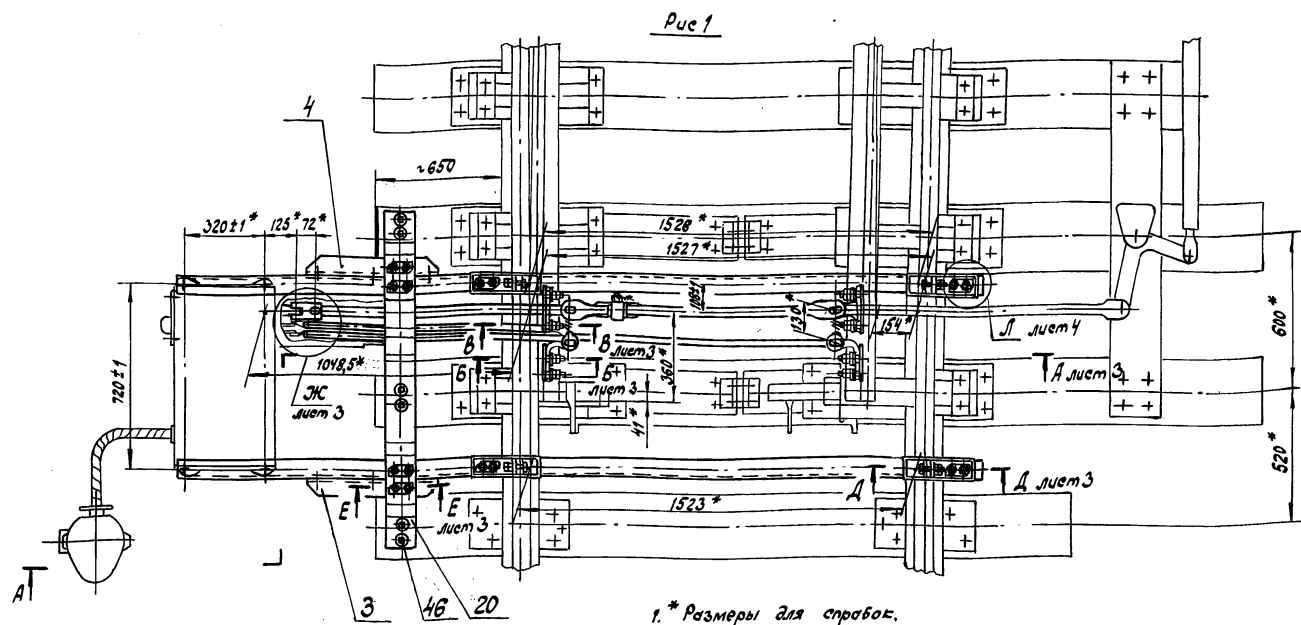 Рис 1
4
~650
320±1*
125*
72*
1528*
1527*
116±1
130*
154*
Л лист 4
600*
В
В
лист 3
Б
Б
лист 3
360*
А лист 3
1048,5*
Ж
лист 3
720±1
41*
520*
Д
Д лист 3
Е
Е
лист 3
1523*
А
3
46
20
1.* Размеры для справок.